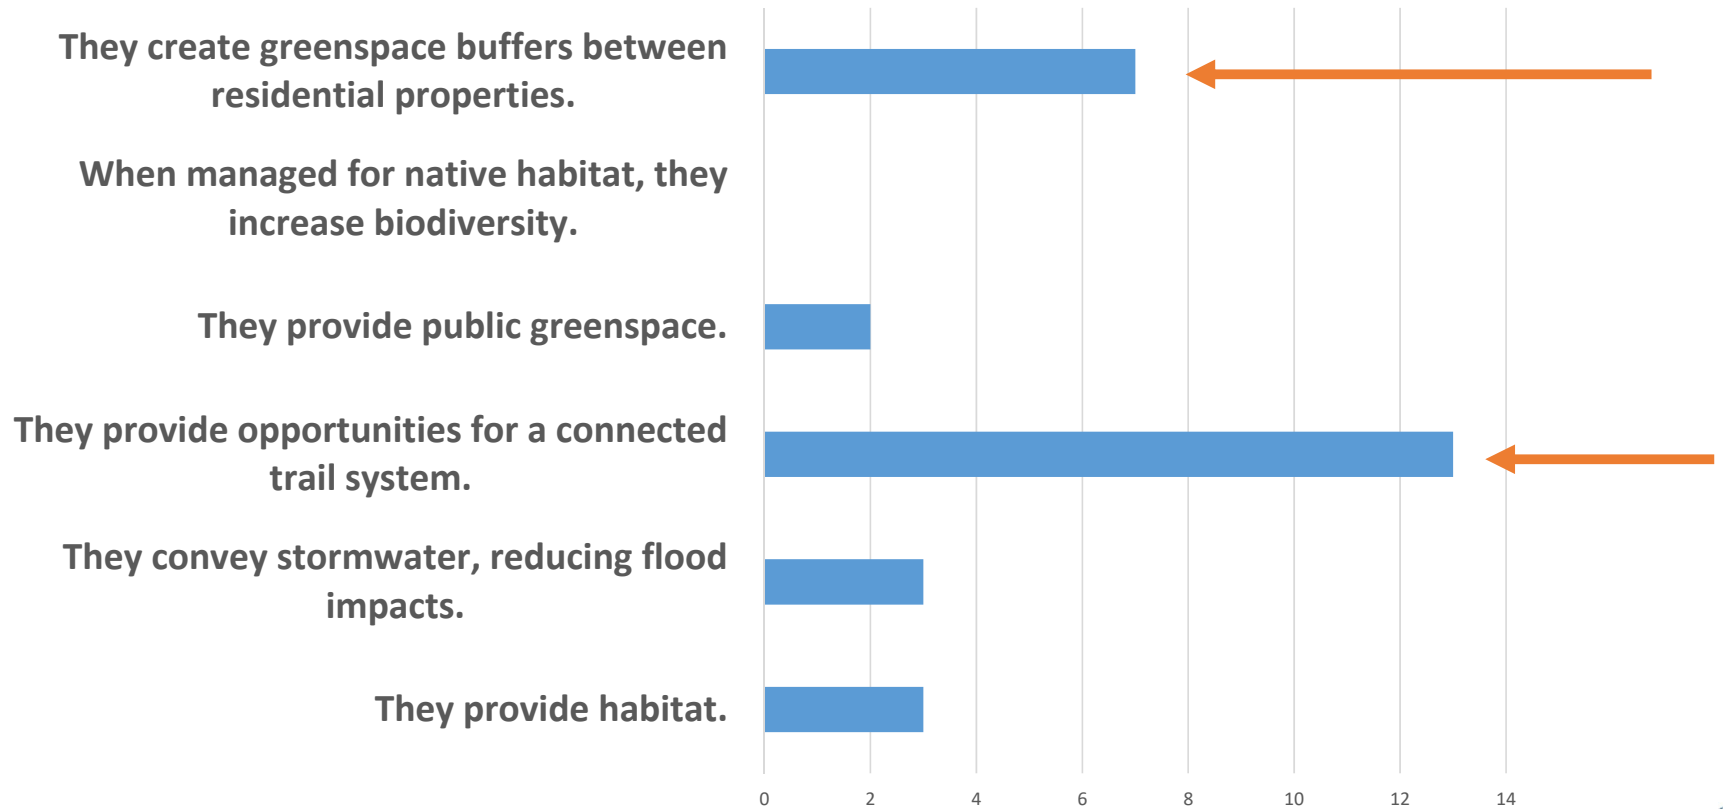 They create greenspace buffers between
residential properties.
When managed for native habitat, they
increase biodiversity.
They provide public greenspace.
They provide opportunities for a connected
trail system.
They convey stormwater, reducing flood
impacts.
They provide habitat.
0 2 4 6 8 10 12 14